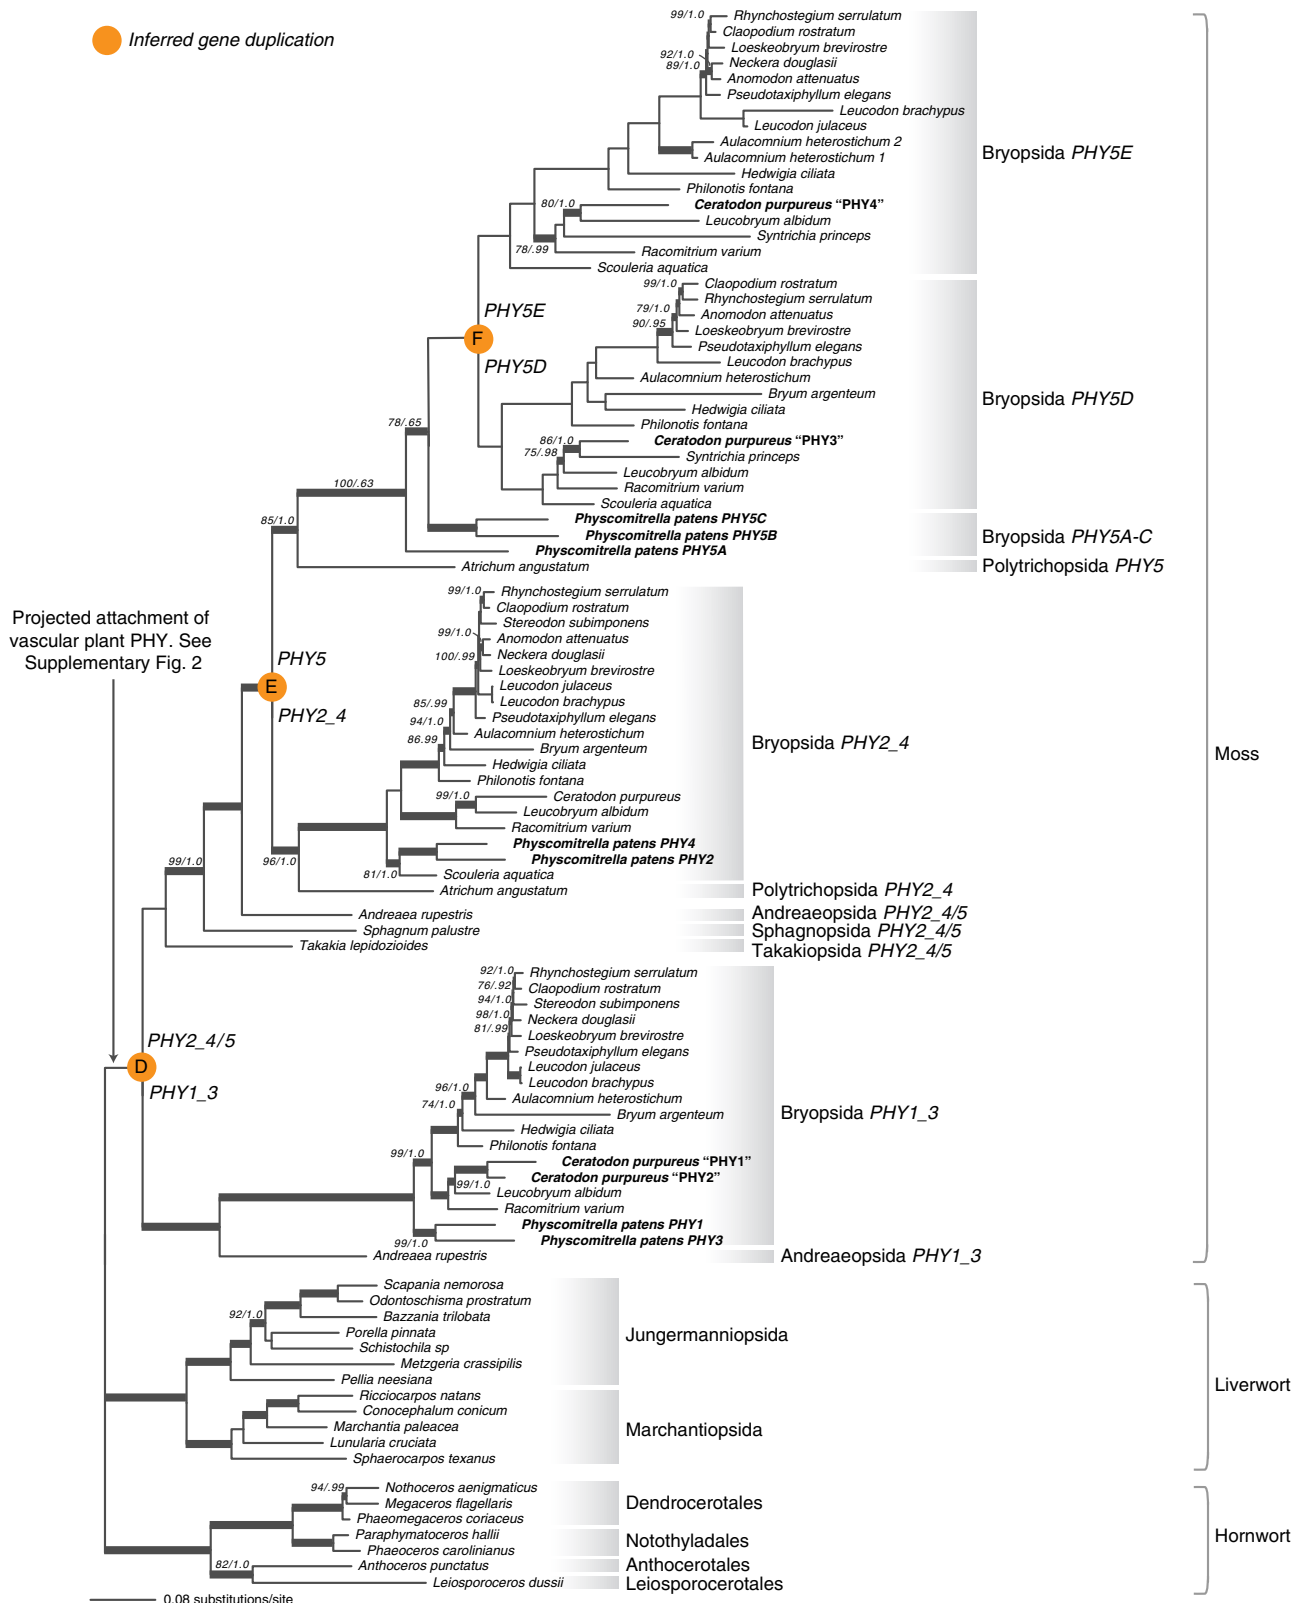 Inferred gene duplication
99/1.0
Rhynchostegium serrulatum
Claopodium rostratum
Loeskeobryum brevirostre
92/1.0
Neckera douglasii
89/1.0
Anomodon attenuatus
Pseudotaxiphyllum elegans
Leucodon brachypus
Leucodon julaceus
Aulacomnium heterostichum 2
Aulacomnium heterostichum 1
Bryopsida PHY5E
Hedwigia ciliata
Philonotis fontana
80/1.0
Ceratodon purpureus “PHY4”
Leucobryum albidum
Syntrichia princeps
78/.99
Racomitrium varium
Scouleria aquatica
99/1.0
Claopodium rostratum
Rhynchostegium serrulatum
79/1.0
Anomodon attenuatus
90/.95
Loeskeobryum brevirostre
Pseudotaxiphyllum elegans
Leucodon brachypus
Aulacomnium heterostichum
Bryum argenteum
Bryopsida PHY5D
Hedwigia ciliata
Philonotis fontana
86/1.0
Ceratodon purpureus “PHY3”
75/.98
Syntrichia princeps
Leucobryum albidum
Racomitrium varium
Scouleria aquatica
PHY5E
F
PHY5D
78/.65
100/.63
85/1.0
Physcomitrella patens PHY5C
Physcomitrella patens PHY5B
Bryopsida PHY5A-C
Physcomitrella patens PHY5A
Atrichum angustatum
Polytrichopsida PHY5
Projected attachment of
vascular plant PHY. See
Supplementary Fig. 2
PHY5
E
PHY2_4
99/1.0
Rhynchostegium serrulatum
Claopodium rostratum
Stereodon subimponens
99/1.0
Anomodon attenuatus
100/.99
Neckera douglasii
Loeskeobryum brevirostre
Leucodon julaceus
85/.99
Leucodon brachypus
94/1.0
Pseudotaxiphyllum elegans
86.99
Aulacomnium heterostichum
Bryum argenteum
Bryopsida PHY2_4
Hedwigia ciliata
Philonotis fontana
99/1.0
Ceratodon purpureus
Leucobryum albidum
Racomitrium varium
96/1.0
Physcomitrella patens PHY4
Physcomitrella patens PHY2
81/1.0
Scouleria aquatica
Atrichum angustatum
Polytrichopsida PHY2_4
99/1.0
Andreaea rupestris
Andreaeopsida PHY2_4/5
Sphagnum palustre
Sphagnopsida PHY2_4/5
Takakia lepidozioides
Takakiopsida PHY2_4/5
Moss
PHY2_4/5
D
PHY1_3
92/1.0
Rhynchostegium serrulatum
76/.92
Claopodium rostratum
94/1.0
Stereodon subimponens
98/1.0
Neckera douglasii
81/.99
Loeskeobryum brevirostre
Pseudotaxiphyllum elegans
Leucodon julaceus
Leucodon brachypus
96/1.0
Aulacomnium heterostichum
74/1.0
Bryum argenteum
Bryopsida PHY1_3
Hedwigia ciliata
Philonotis fontana
99/1.0
Ceratodon purpureus “PHY1”
Ceratodon purpureus “PHY2”
99/1.0
Leucobryum albidum
Racomitrium varium
Physcomitrella patens PHY1
99/1.0
Physcomitrella patens PHY3
Andreaea rupestris
Andreaeopsida PHY1_3
Scapania nemorosa
Odontoschisma prostratum
92/1.0
Bazzania trilobata
Porella pinnata
Jungermanniopsida
Schistochila sp
Metzgeria crassipilis
Pellia neesiana
Liverwort
Ricciocarpos natans
Conocephalum conicum
Marchantia paleacea
Marchantiopsida
Lunularia cruciata
Sphaerocarpos texanus
94/.99
Nothoceros aenigmaticus
Megaceros flagellaris
Dendrocerotales
Phaeomegaceros coriaceus
Paraphymatoceros hallii
Notothyladales
Phaeoceros carolinianus
Hornwort
82/1.0
Anthoceros punctatus
Anthocerotales
Leiosporoceros dussii
Leiosporocerotales
0.08 substitutions/site